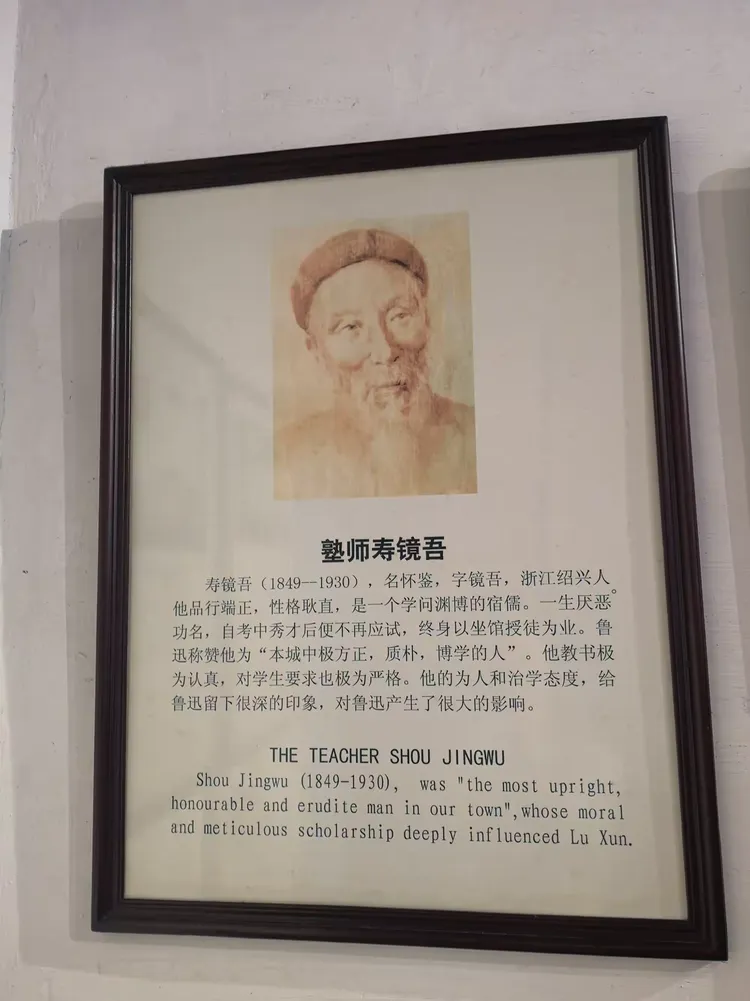 塾师寿镜吾
寿镜吾（1849—1930），名怀鉴，字镜吾，浙江绍兴人。
他品行端正，性格耿直，是一个学问渊博的宿儒。一生厌恶
功名，自考中秀才后便不再应试，终身以坐馆授徒为业。鲁
迅称赞他为“本城中极方正，质朴，博学的人”。他教书极
为认真，对学生要求也极为严格。他的为人和治学态度，给
鲁迅留下很深的印象，对鲁迅产生了很大的影响。
THE TEACHER SHOU JINGWU
Shou Jingwu (1849-1930), was "the most upright,
honourable and erudite man in our town",whose moral
and meticulous scholarship deeply influenced Lu Xun.